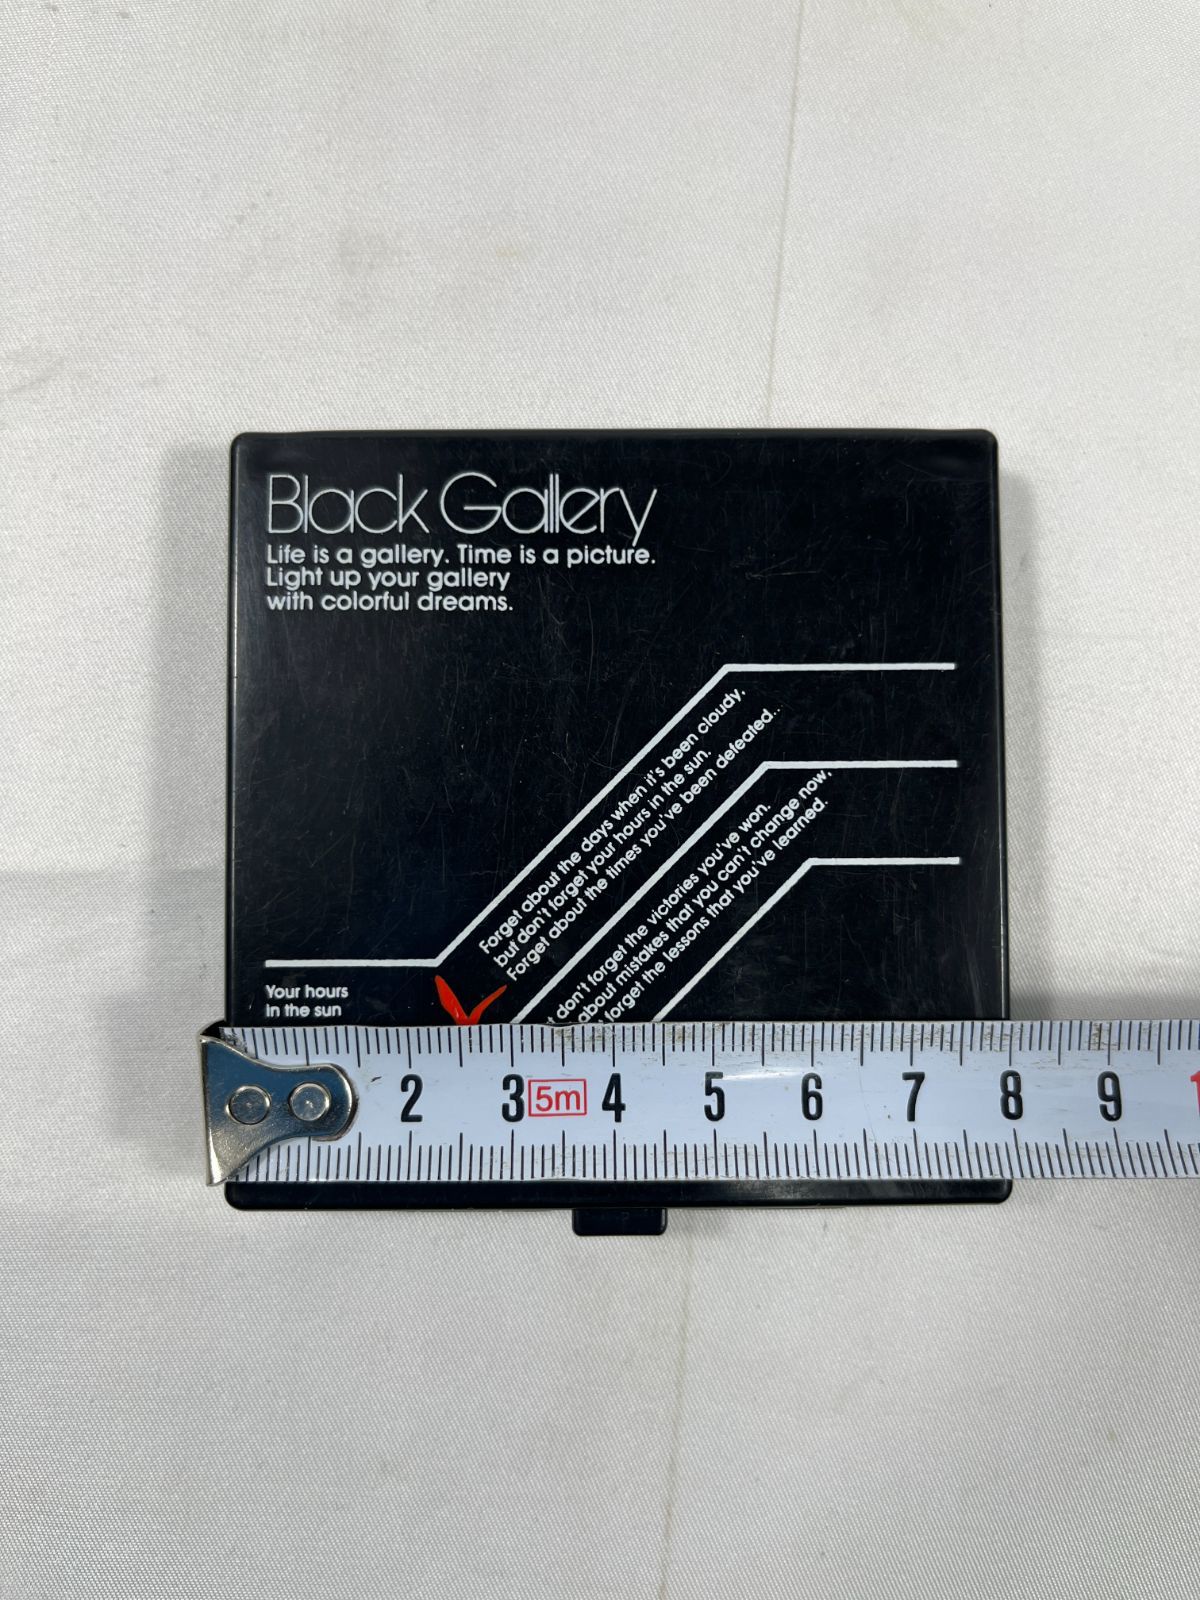 Black Gallery
Life is a gallery. Time is a picture.
Light up your gallery
with colorful dreams.
Forget about the days when it's been cloudy,
but don't forget your hours in the sun.
Forget about the times you've been defeated...
don't forget the victories you've won.
about mistakes that you can't change now,
forget the lessons that you've learned.
Your hours
in the sun
2 3 5m 4 5 6 7 8 9